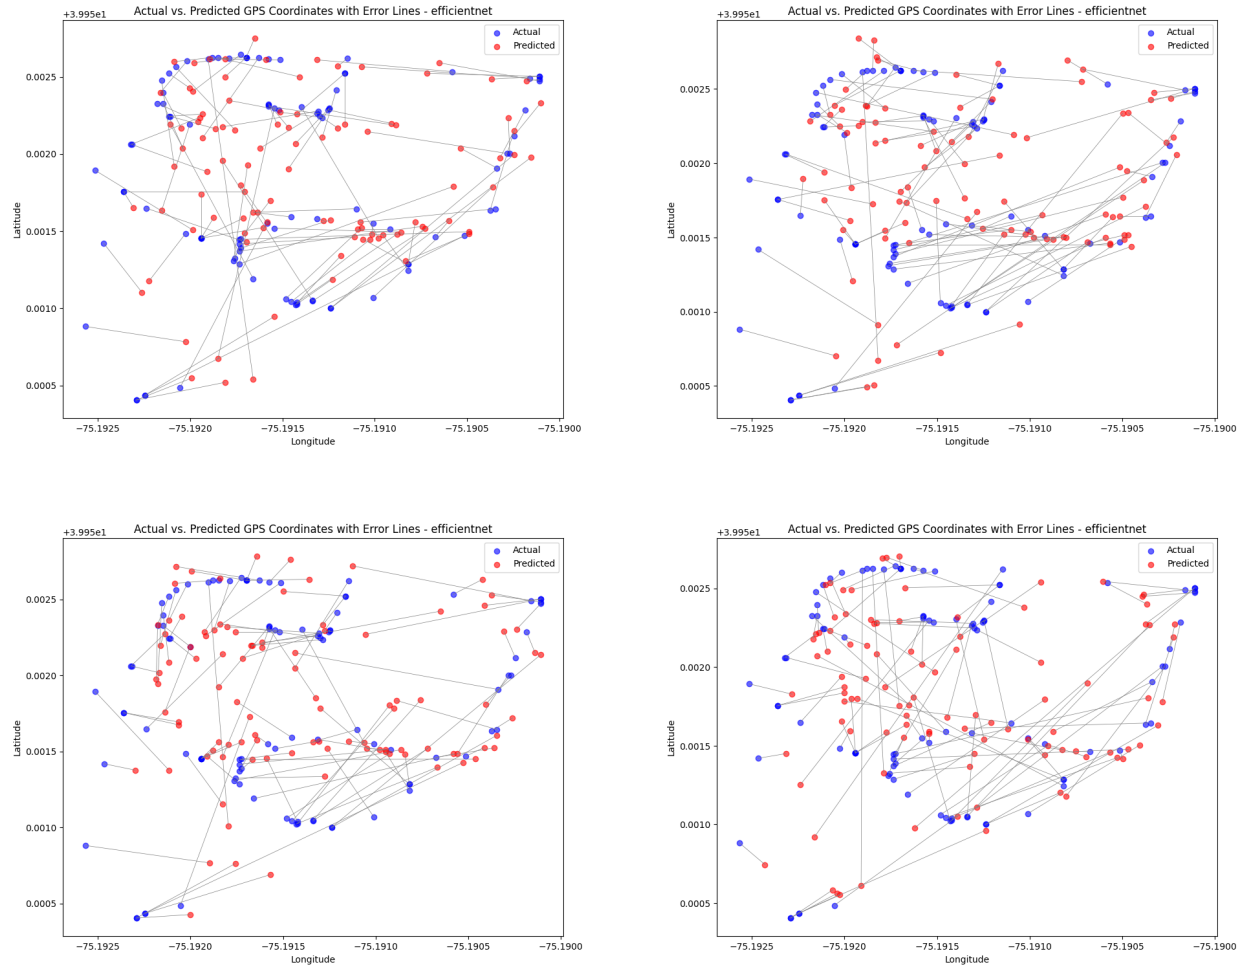 Actual vs. Predicted GPS Coordinates with Error Lines - efficientnet
+3.995e1
Actual
Predicted
0.0025
0.0020
0.0015
0.0010
0.0005
Latitude
−75.1925 −75.1920 −75.1915 −75.1910 −75.1905 −75.1900
Longitude
Actual vs. Predicted GPS Coordinates with Error Lines - efficientnet
+3.995e1
Actual
Predicted
0.0025
0.0020
0.0015
0.0010
0.0005
Latitude
−75.1925 −75.1920 −75.1915 −75.1910 −75.1905 −75.1900
Longitude
Actual vs. Predicted GPS Coordinates with Error Lines - efficientnet
+3.995e1
Actual
Predicted
0.0025
0.0020
0.0015
0.0010
0.0005
Latitude
−75.1925 −75.1920 −75.1915 −75.1910 −75.1905 −75.1900
Longitude
Actual vs. Predicted GPS Coordinates with Error Lines - efficientnet
+3.995e1
Actual
Predicted
0.0025
0.0020
0.0015
0.0010
0.0005
Latitude
−75.1925 −75.1920 −75.1915 −75.1910 −75.1905 −75.1900
Longitude